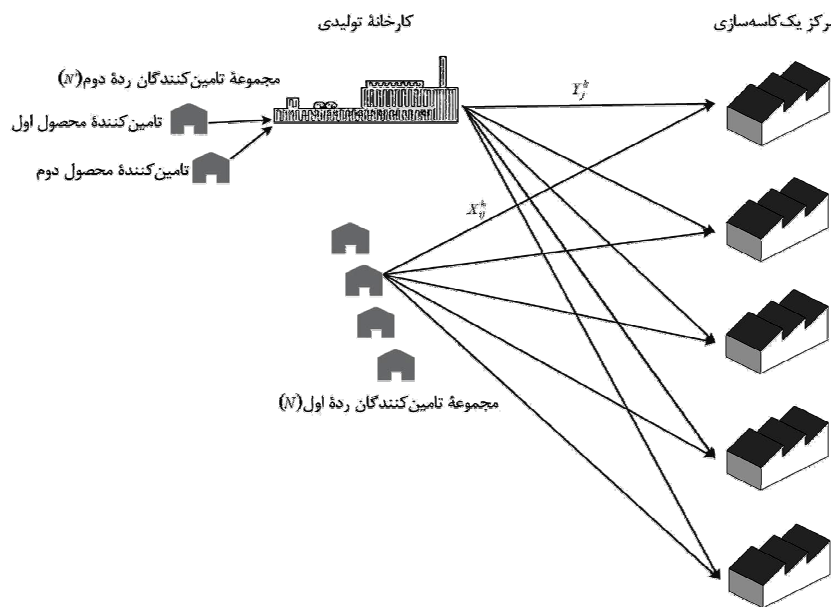 مرکز یک‌کاسه‌سازی
کارخانهٔ تولیدی
مجموعهٔ تامین‌کنندگان ردهٔ دوم(N')
تامین‌کنندهٔ محصول اول
تامین‌کنندهٔ محصول دوم
Y_j^k
X_ij^k
مجموعهٔ تامین‌کنندگان ردهٔ اول(N)